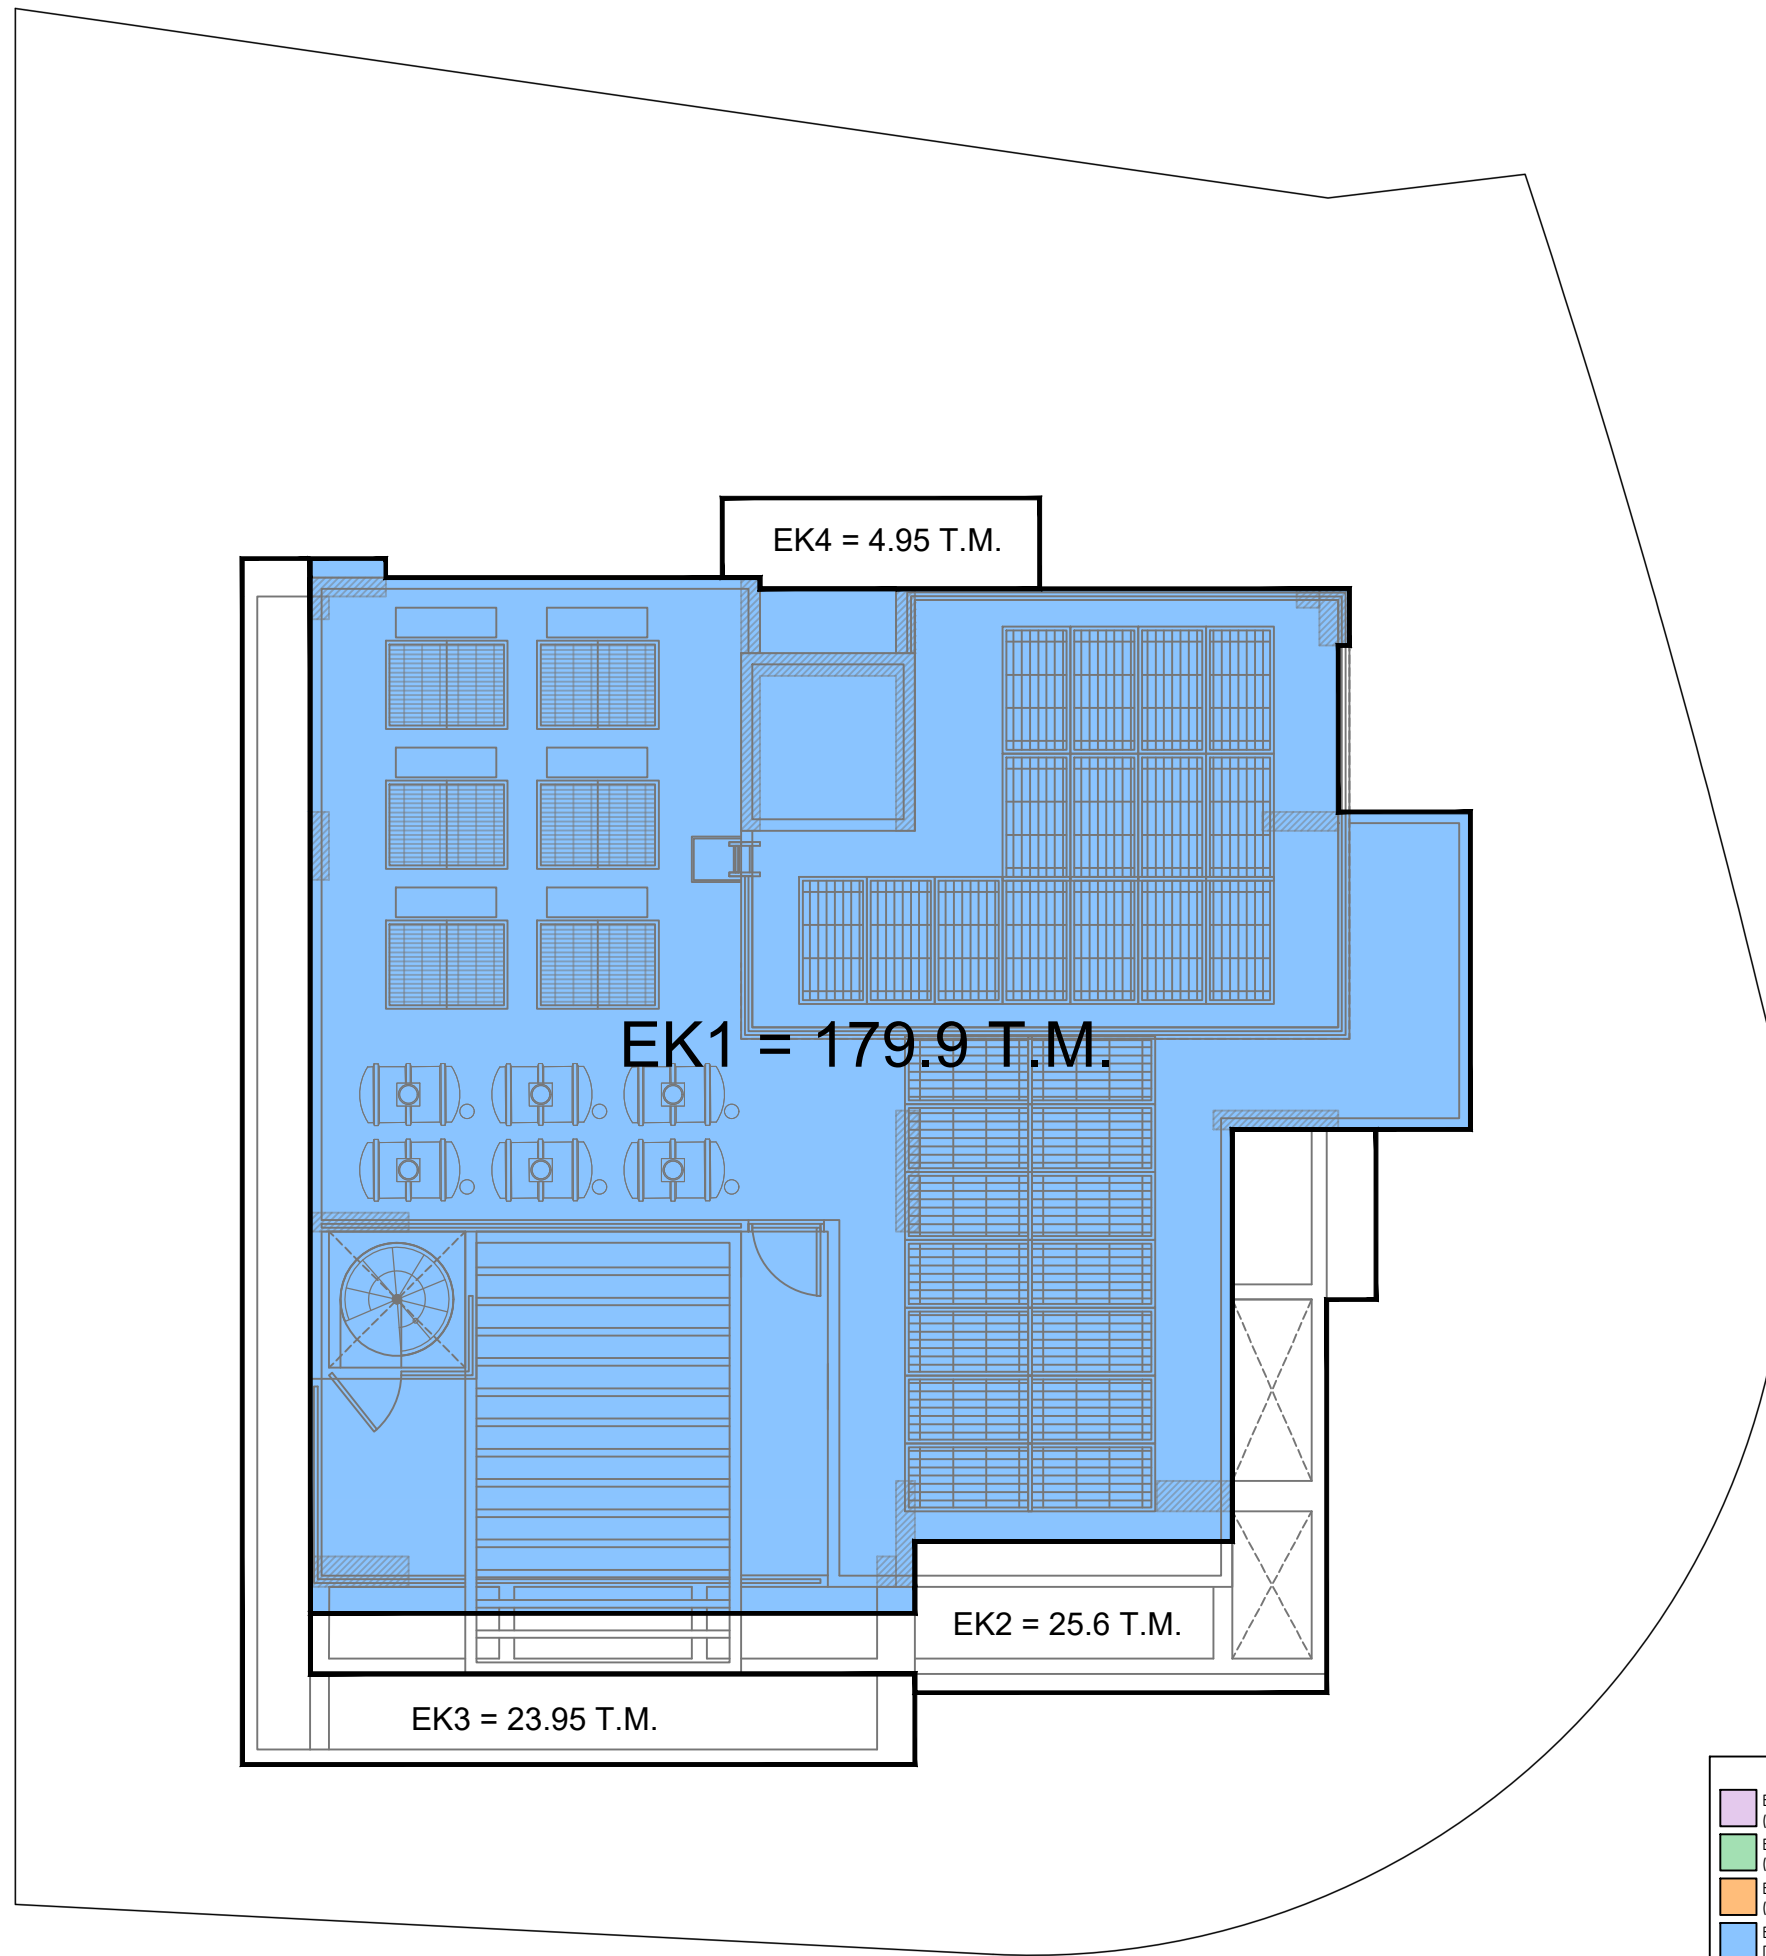 EK4 = 4.95 T.M.
EK1 = 179.9 T.M.
EK2 = 25.6 T.M.
EK3 = 23.95 T.M.